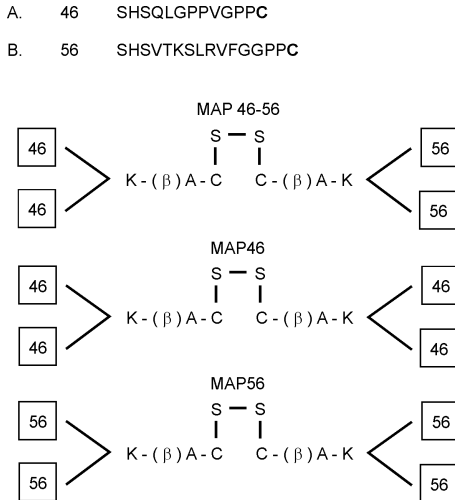 A. 46 SHSQLGPPVGPPC
B. 56 SHSVTKSLRVFGGPPC
MAP 46-56
S S
46 56
K - ( β ) A - C C - ( β ) A - K
46 56
MAP46
S S
46 46
K - ( β ) A - C C - ( β ) A - K
46 46
MAP56
S S
56 56
K - ( β ) A - C C - ( β ) A - K
56 56